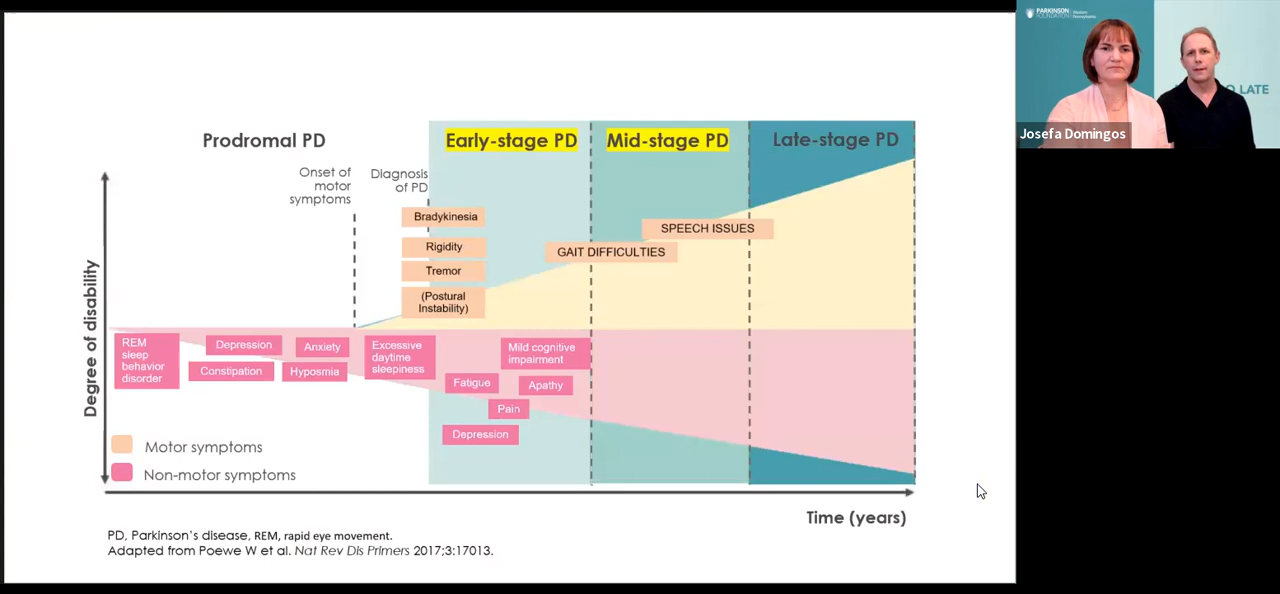 Prodromal PD
Early-stage PD
Mid-stage PD
Late-stage PD
Onset of
motor
symptoms
Diagnosis
of PD
Bradykinesia
Rigidity
Tremor
(Postural
Instability)
GAIT DIFFICULTIES
SPEECH ISSUES
Degree of disability
REM
sleep
behavior
disorder
Depression
Constipation
Anxiety
Hyposmia
Excessive
daytime
sleepiness
Mild cognitive
impairment
Fatigue
Apathy
Pain
Depression
Motor symptoms
Non-motor symptoms
Time (years)
PD, Parkinson's disease, REM, rapid eye movement.
Adapted from Poewe W et al. Nat Rev Dis Primers 2017;3:17013.
PARKINSON
FOUNDATION
Western
Pennsylvania
LATE
Josefa Domingos